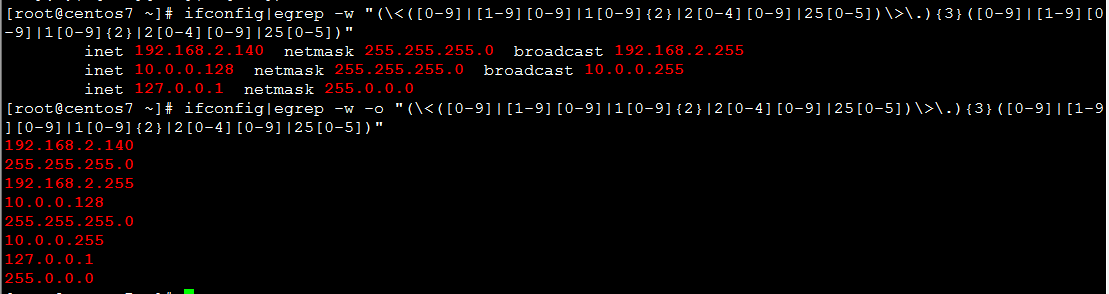 [root@centos7 ~]# ifconfig|egrep -w "(\<([0-9]|[1-9][0-9]|1[0-9]{2}|2[0-4][0-9]|25[0-5])\>\.){3}([0-9]|[1-9][0
-9]|1[0-9]{2}|2[0-4][0-9]|25[0-5])"
        inet 192.168.2.140  netmask 255.255.255.0  broadcast 192.168.2.255
        inet 10.0.0.128  netmask 255.255.255.0  broadcast 10.0.0.255
        inet 127.0.0.1  netmask 255.0.0.0
[root@centos7 ~]# ifconfig|egrep -w -o "(\<([0-9]|[1-9][0-9]|1[0-9]{2}|2[0-4][0-9]|25[0-5])\>\.){3}([0-9]|[1-9
][0-9]|1[0-9]{2}|2[0-4][0-9]|25[0-5])"
192.168.2.140
255.255.255.0
192.168.2.255
10.0.0.128
255.255.255.0
10.0.0.255
127.0.0.1
255.0.0.0